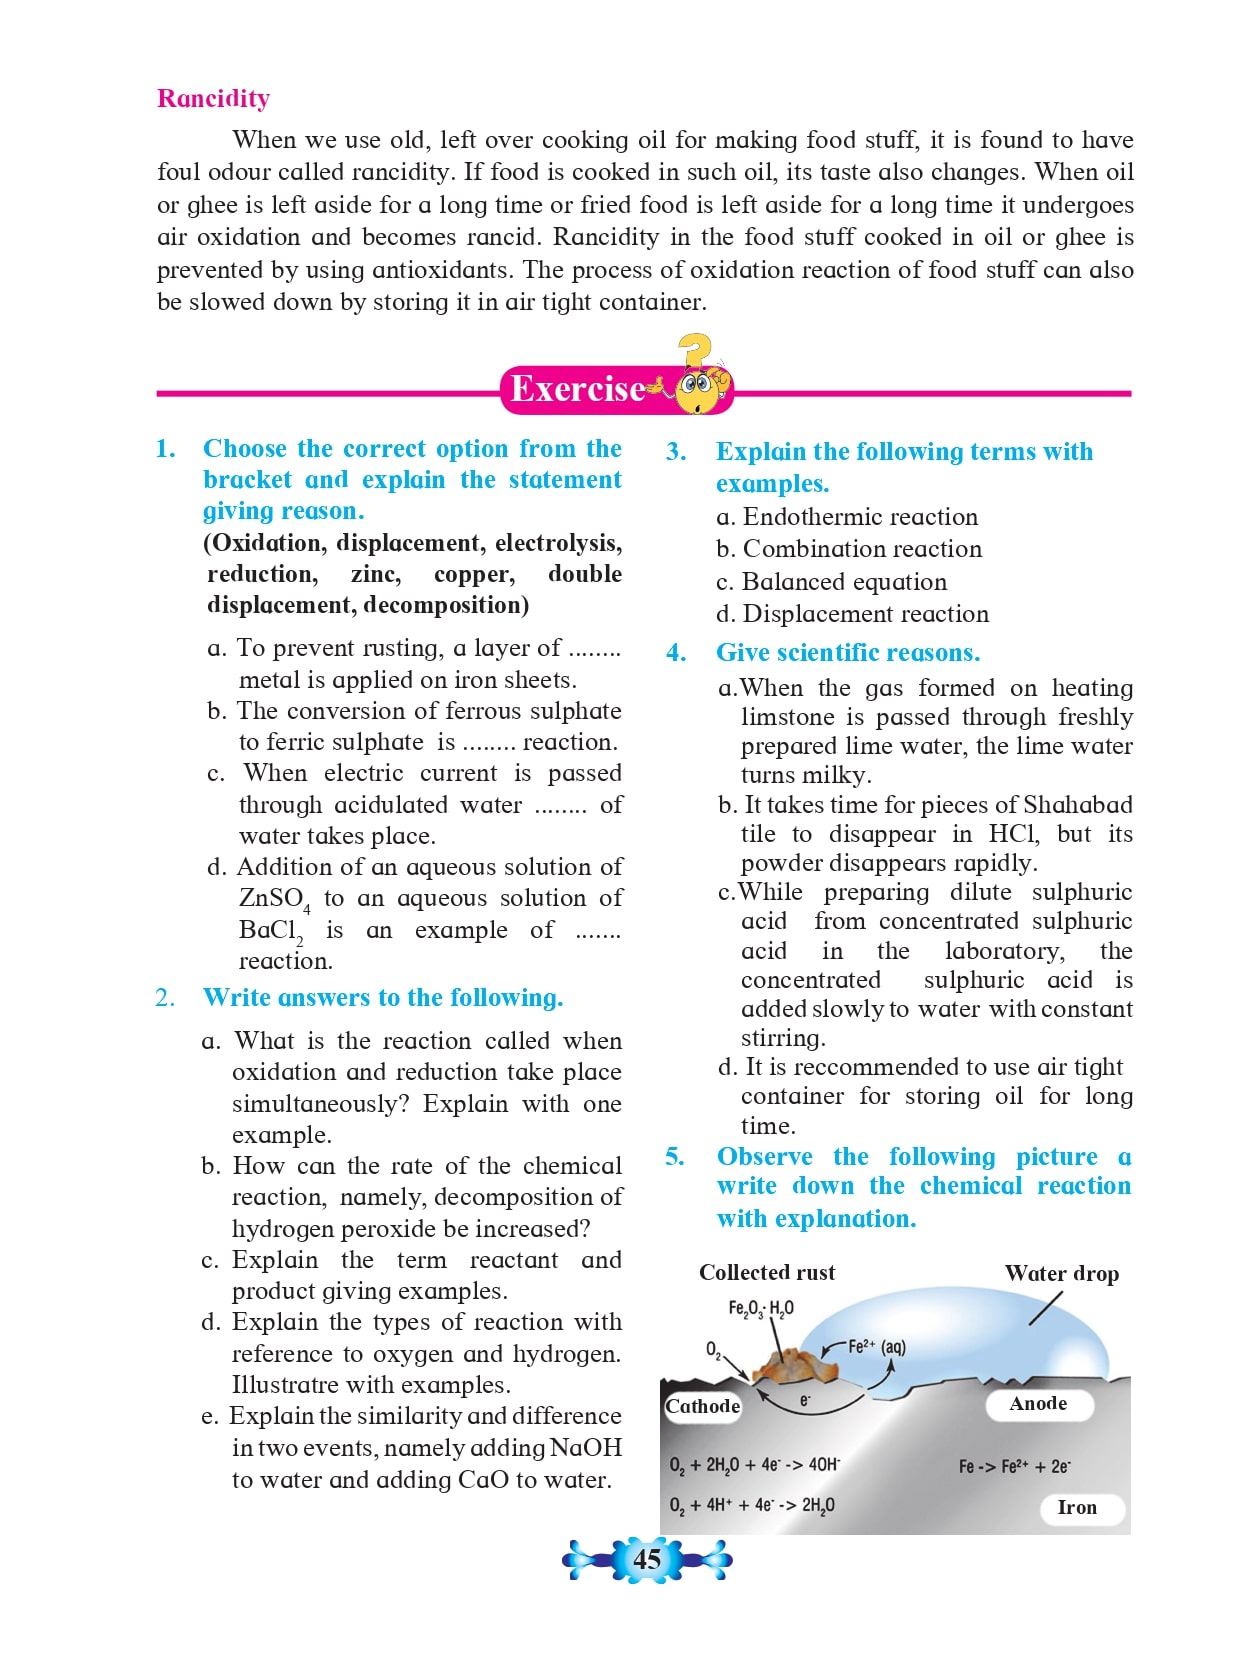 Rancidity
When we use old, left over cooking oil for making food stuff, it is found to have
foul odour called rancidity. If food is cooked in such oil, its taste also changes. When oil
or ghee is left aside for a long time or fried food is left aside for a long time it undergoes
air oxidation and becomes rancid. Rancidity in the food stuff cooked in oil or ghee is
prevented by using antioxidants. The process of oxidation reaction of food stuff can also
be slowed down by storing it in air tight container.
Exercise
1. Choose the correct option from the
bracket and explain the statement
giving reason.
(Oxidation, displacement, electrolysis,
reduction, zinc, copper, double
displacement, decomposition)
a. To prevent rusting, a layer of ........
metal is applied on iron sheets.
b. The conversion of ferrous sulphate
to ferric sulphate is ........ reaction.
c. When electric current is passed
through acidulated water ........ of
water takes place.
d. Addition of an aqueous solution of
ZnSO₄ to an aqueous solution of
BaCl₂ is an example of .......
reaction.
2. Write answers to the following.
a. What is the reaction called when
oxidation and reduction take place
simultaneously? Explain with one
example.
b. How can the rate of the chemical
reaction, namely, decomposition of
hydrogen peroxide be increased?
c. Explain the term reactant and
product giving examples.
d. Explain the types of reaction with
reference to oxygen and hydrogen.
Illustratre with examples.
e. Explain the similarity and difference
in two events, namely adding NaOH
to water and adding CaO to water.
3. Explain the following terms with
examples.
a. Endothermic reaction
b. Combination reaction
c. Balanced equation
d. Displacement reaction
4. Give scientific reasons.
a.When the gas formed on heating
limstone is passed through freshly
prepared lime water, the lime water
turns milky.
b. It takes time for pieces of Shahabad
tile to disappear in HCl, but its
powder disappears rapidly.
c.While preparing dilute sulphuric
acid from concentrated sulphuric
acid in the laboratory, the
concentrated sulphuric acid is
added slowly to water with constant
stirring.
d. It is reccommended to use air tight
container for storing oil for long
time.
5. Observe the following picture a
write down the chemical reaction
with explanation.
Collected rust
Water drop
Fe₂O₃· H₂O
O₂
Fe²⁺ (aq)
Cathode
e⁻
Anode
O₂ + 2H₂O + 4e⁻ -> 4OH⁻
Fe -> Fe²⁺ + 2e⁻
O₂ + 4H⁺ + 4e⁻ -> 2H₂O
Iron
45